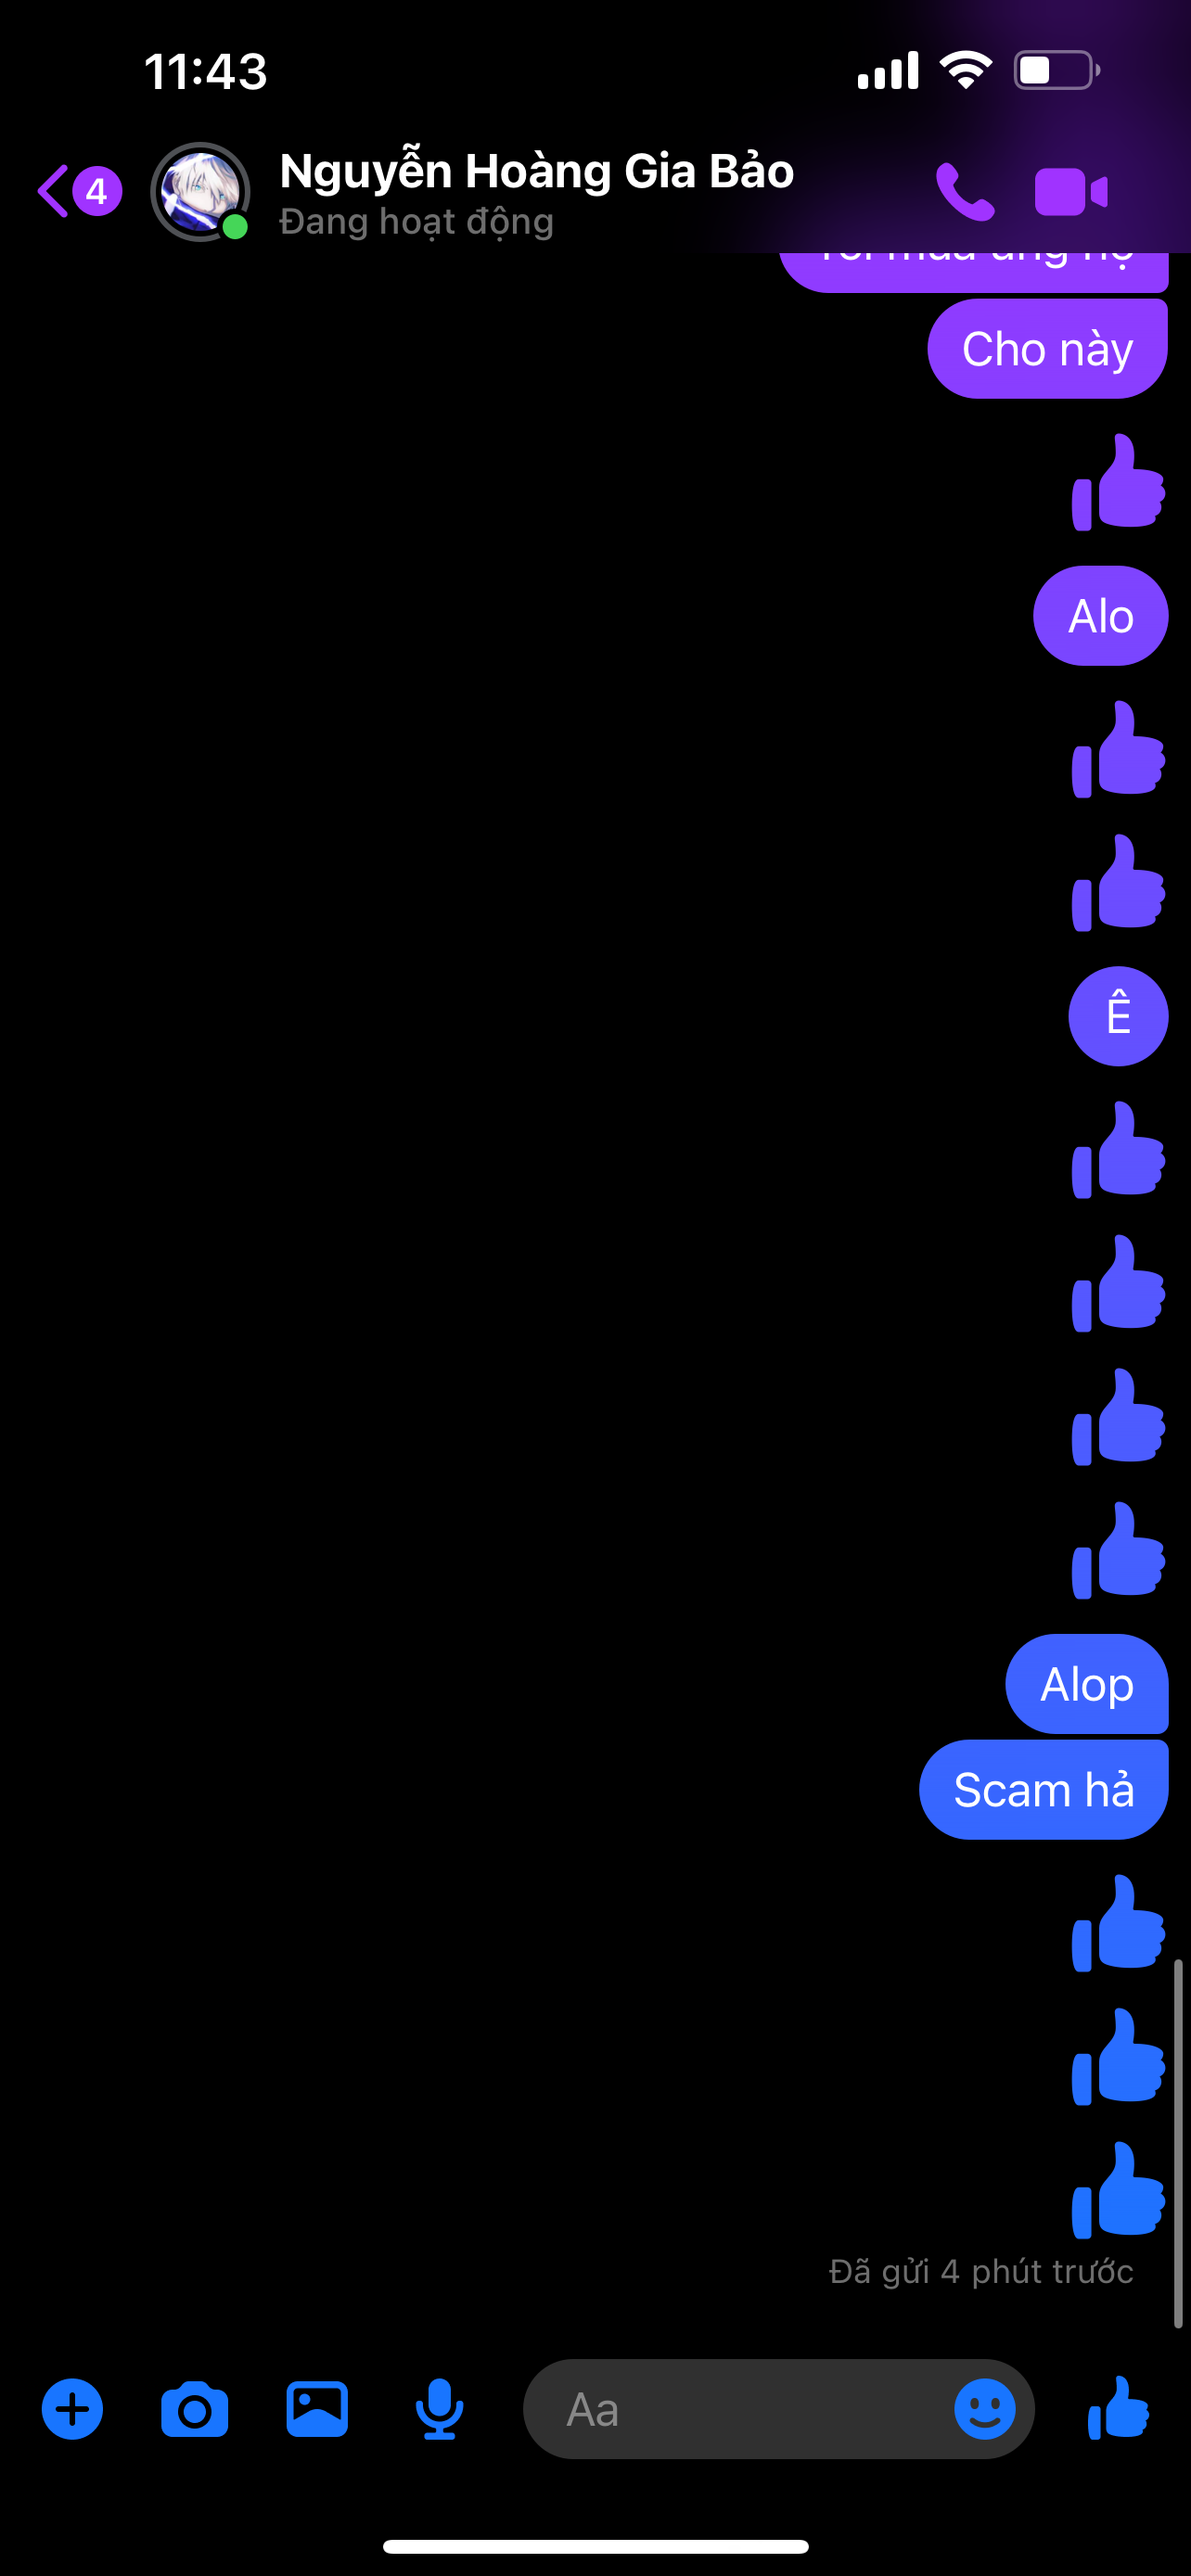 11:43
4
Nguyễn Hoàng Gia Bảo
Đang hoạt động
Cho này
Alo
Ê
Alop
Scam hả
Đã gửi 4 phút trước
Aa